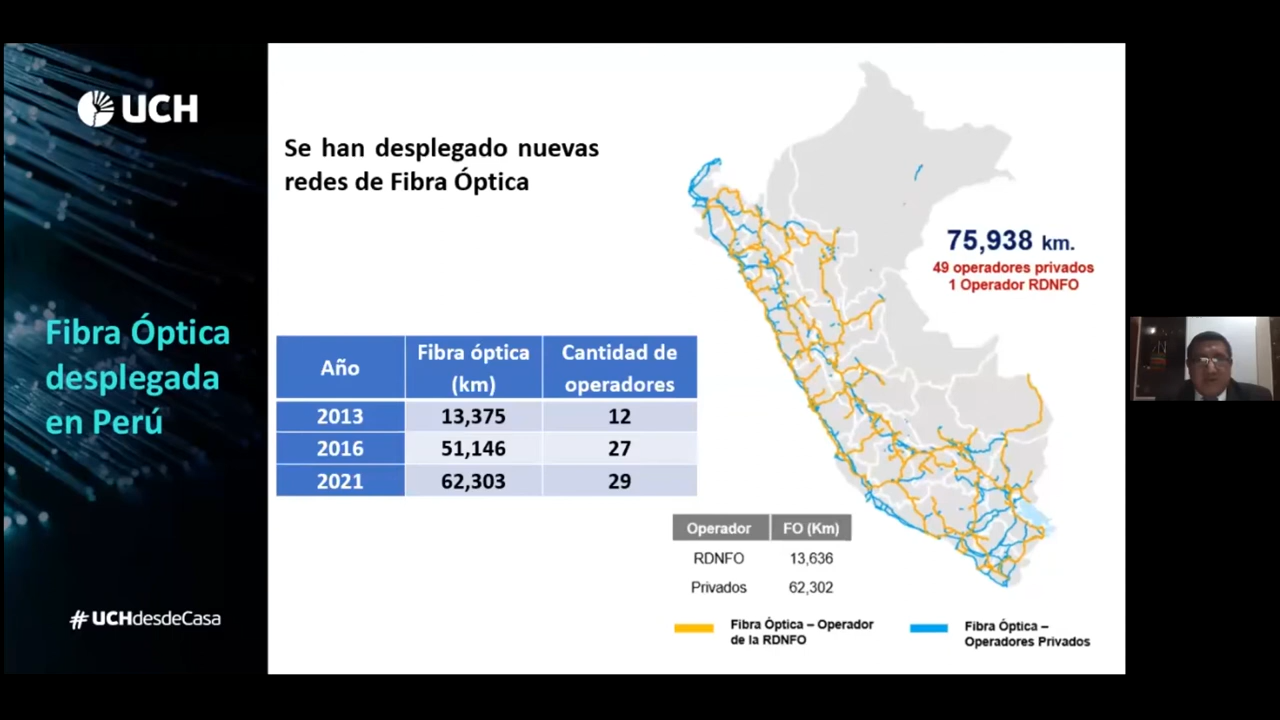 UCH
Fibra Óptica
desplegada
en Perú
#UCHdesdeCasa
Se han desplegado nuevas
redes de Fibra Óptica
Año Fibra óptica (km) Cantidad de operadores
2013 13,375 12
2016 51,146 27
2021 62,303 29
75,938 km.
49 operadores privados
1 Operador RDNFO
Operador FO (Km)
RDNFO 13,636
Privados 62,302
Fibra Óptica – Operador
de la RDNFO
Fibra Óptica –
Operadores Privados